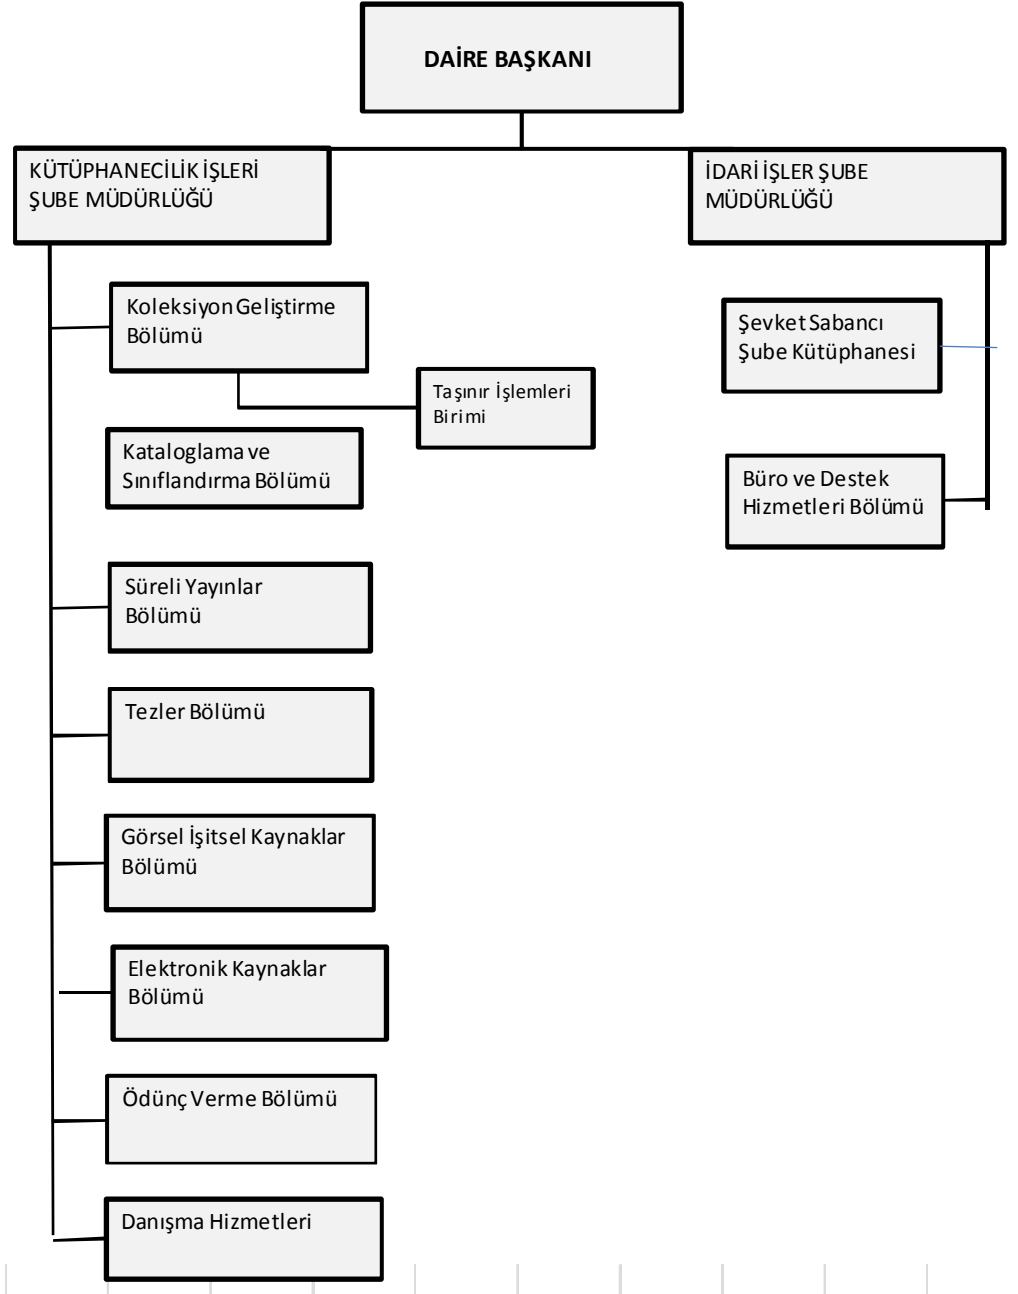 DAİRE BAŞKANI
KÜTÜPHANECİLİK İŞLERİ
ŞUBE MÜDÜRLÜĞÜ
İDARİ İŞLER ŞUBE
MÜDÜRLÜĞÜ
Koleksiyon Geliştirme
Bölümü
Taşınır İşlemleri
Birimi
Kataloglama ve
Sınıflandırma Bölümü
Süreli Yayınlar
Bölümü
Tezler Bölümü
Görsel İşitsel Kaynaklar
Bölümü
Elektronik Kaynaklar
Bölümü
Ödünç Verme Bölümü
Danışma Hizmetleri
Şevket Sabancı
Şube Kütüphanesi
Büro ve Destek
Hizmetleri Bölümü